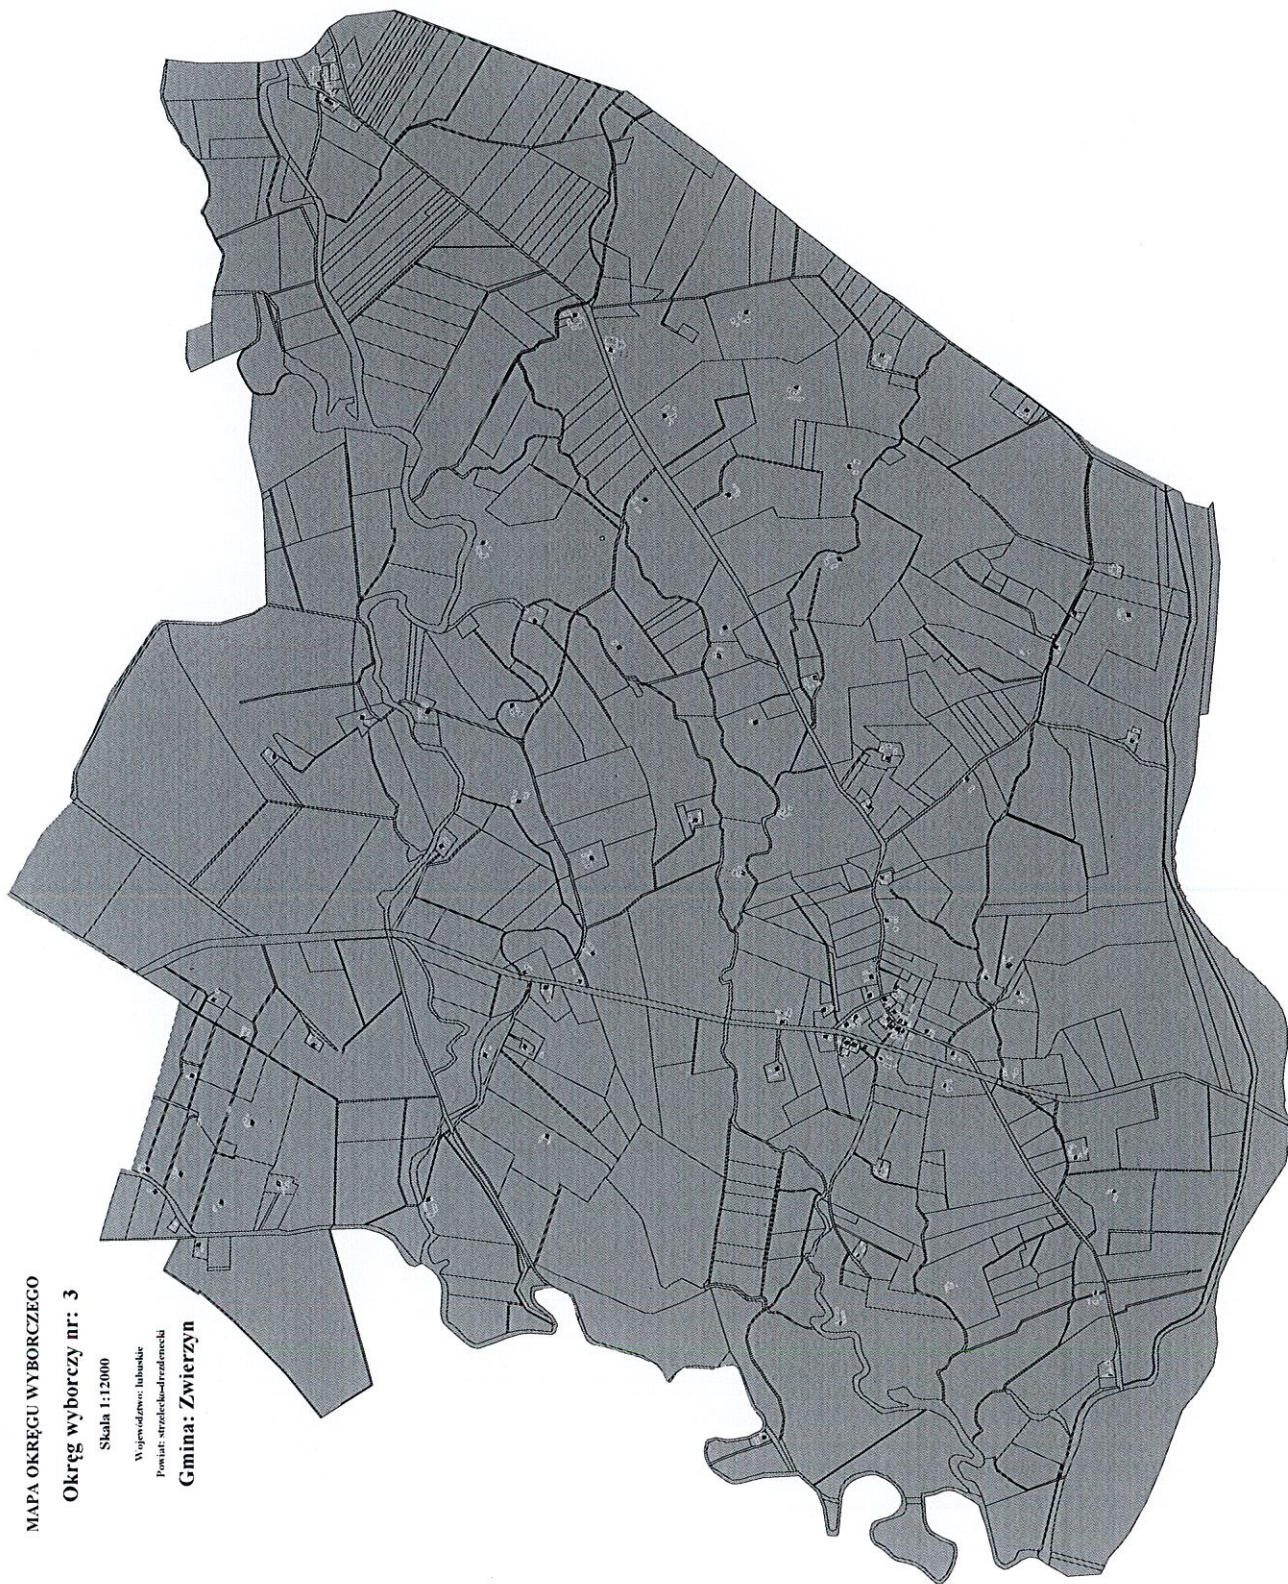 MAPA OKRĘGU WYBORCZEGO
Okręg wyborczy nr: 3
Skala 1:12000
Województwo: lubuskie
Powiat: strzelecko-drezdenecki
Gmina: Zwierzyn